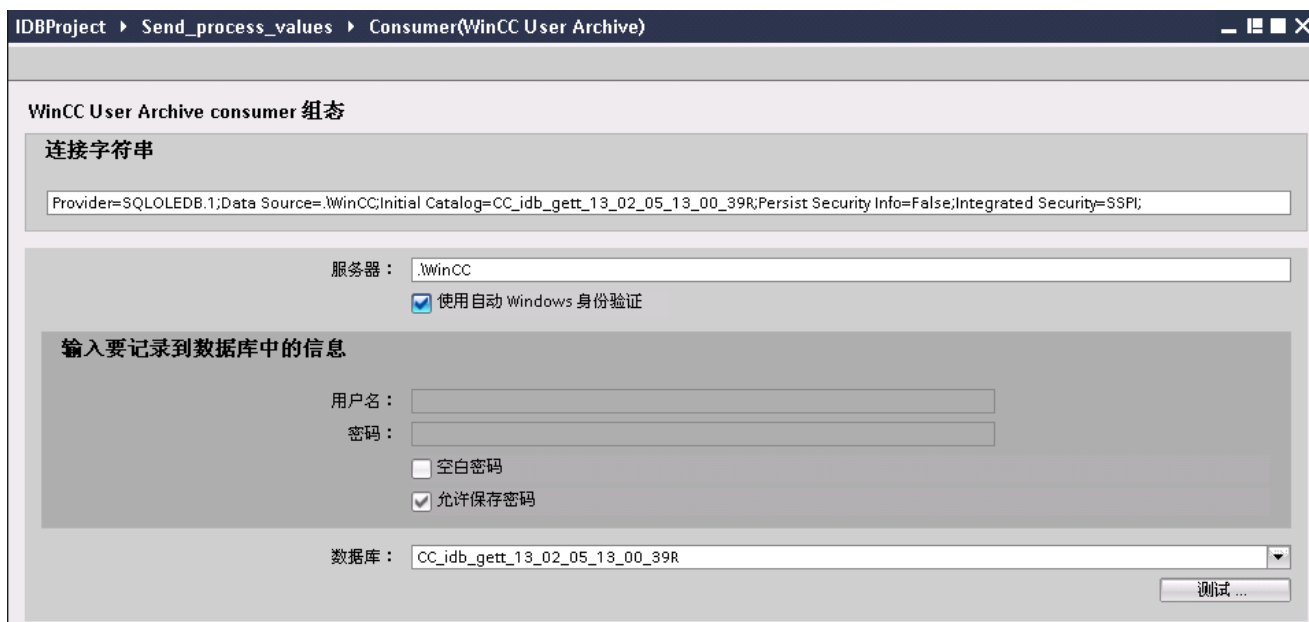 IDBProject ▸ Send_process_values ▸ Consumer(WinCC User Archive)
WinCC User Archive consumer 组态
连接字符串
Provider=SQLOLEDB.1;Data Source=.\WinCC;Initial Catalog=CC_idb_gett_13_02_05_13_00_39R;Persist Security Info=False;Integrated Security=SSPI;
服务器： .\WinCC
使用自动 Windows 身份验证
输入要记录到数据库中的信息
用户名：
密码：
空白密码
允许保存密码
数据库： CC_idb_gett_13_02_05_13_00_39R
测试 ...